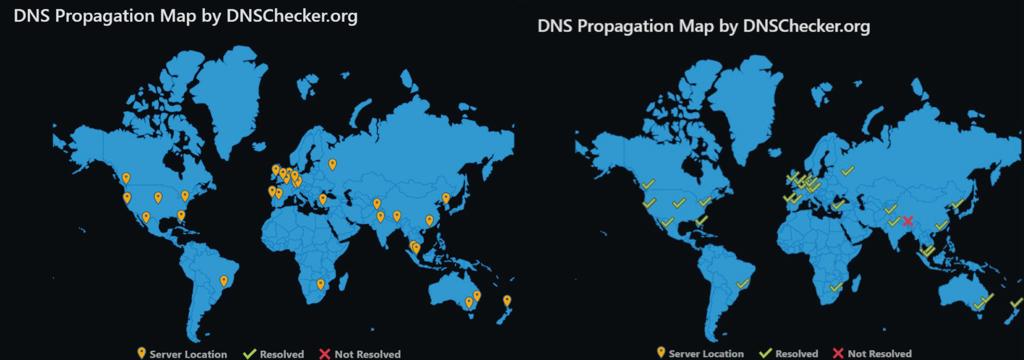 DNS Propagation Map by DNSChecker.org
Server Location Resolved Not Resolved
DNS Propagation Map by DNSChecker.org
Server Location Resolved Not Resolved